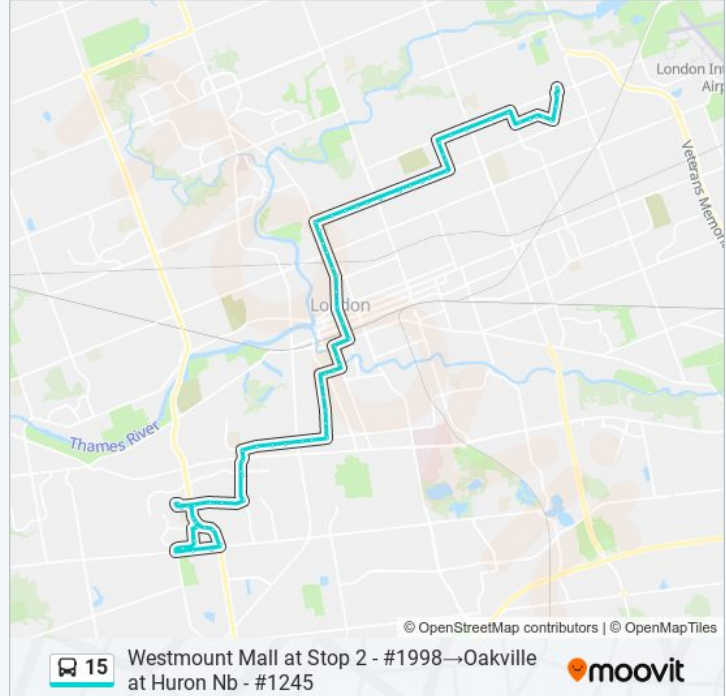 London Int
Airp
Veterans Memo
London
Thames River
© OpenStreetMap contributors | © OpenMapTiles
15
Westmount Mall at Stop 2 - #1998→Oakville
at Huron Nb - #1245
moovit